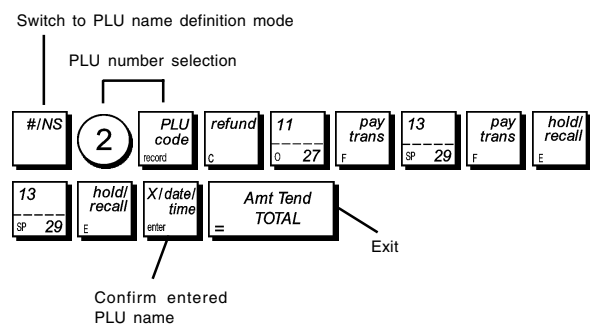 Switch to PLU name definition mode
PLU number selection
#/NS
2
PLU
code
record
refund
C
11
O 27
pay
trans
F
13
SP 29
pay
trans
F
hold/
recall
E
13
SP 29
hold/
recall
E
X/date/
time
enter
Amt Tend
TOTAL
=
Exit
Confirm entered
PLU name